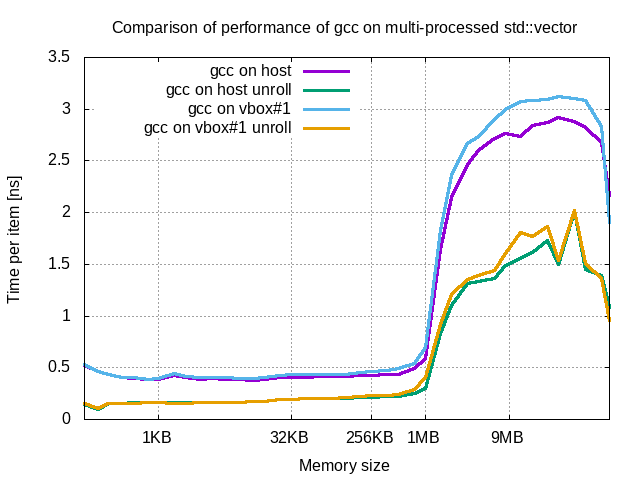 Comparison of performance of gcc on multi-processed std::vector
3.5
3
2.5
2
1.5
1
0.5
0
Time per item [ns]
gcc on host
gcc on host unroll
gcc on vbox#1
gcc on vbox#1 unroll
1KB 32KB 256KB 1MB 9MB
Memory size